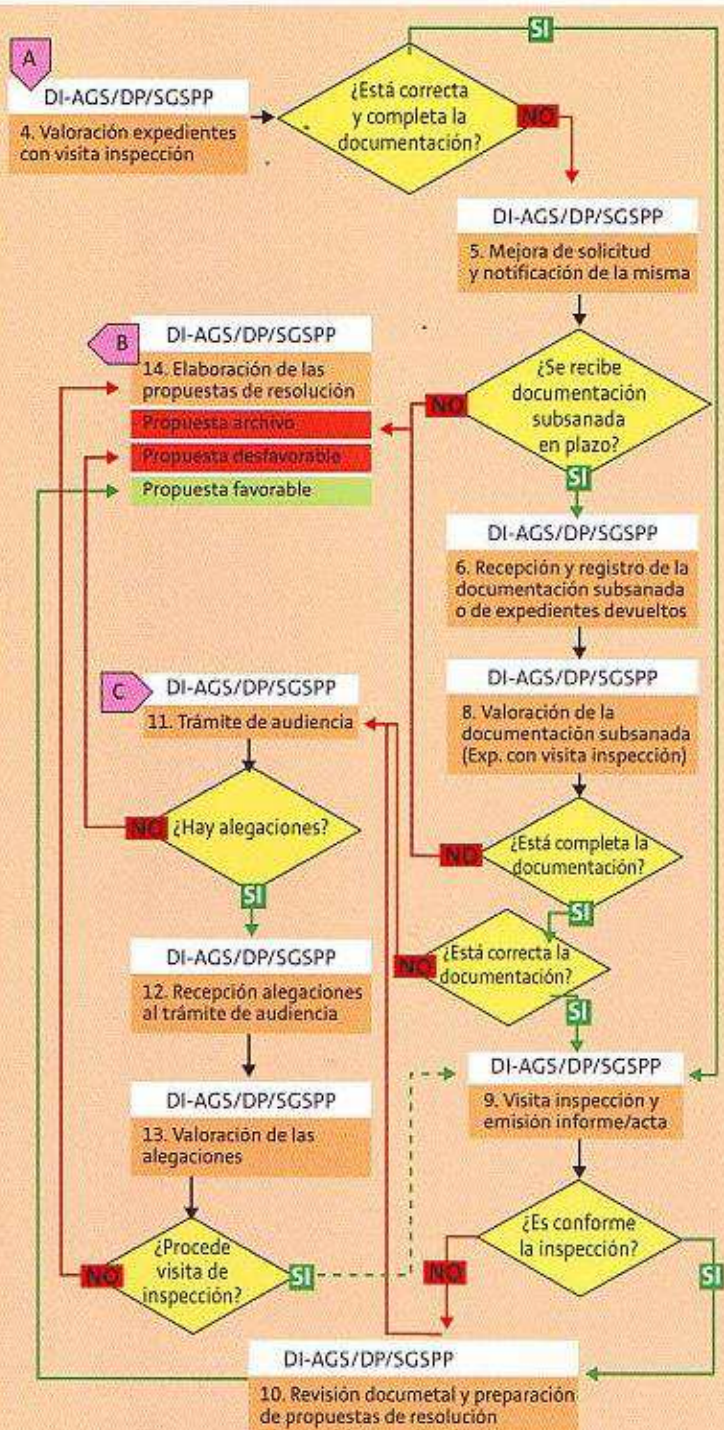 SI
A
DI-AGS/DP/SGSPP
4. Valoración expedientes
con visita inspección
¿Está correcta
y completa la
documentación?
NO
DI-AGS/DP/SGSPP
5. Mejora de solicitud
y notificación de la misma
B
DI-AGS/DP/SGSPP
14. Elaboración de las
propuestas de resolución
Propuesta archivo
Propuesta desfavorable
Propuesta favorable
¿Se recibe
documentación
subsanada
en plazo?
NO
SI
DI-AGS/DP/SGSPP
6. Recepción y registro de la
documentación subsanada
o de expedientes devueltos
C
DI-AGS/DP/SGSPP
11. Trámite de audiencia
DI-AGS/DP/SGSPP
8. Valoración de la
documentación subsanada
(Exp. con visita inspección)
NO
¿Hay alegaciones?
SI
NO
¿Está completa la
documentación?
SI
DI-AGS/DP/SGSPP
12. Recepción alegaciones
al trámite de audiencia
NO
¿Está correcta la
documentación?
SI
DI-AGS/DP/SGSPP
13. Valoración de las
alegaciones
DI-AGS/DP/SGSPP
9. Visita inspección y
emisión informe/acta
NO
¿Procede
visita de
inspección?
SI
¿Es conforme
la inspección?
NO
SI
DI-AGS/DP/SGSPP
10. Revisión documetal y preparación
de propuestas de resolución